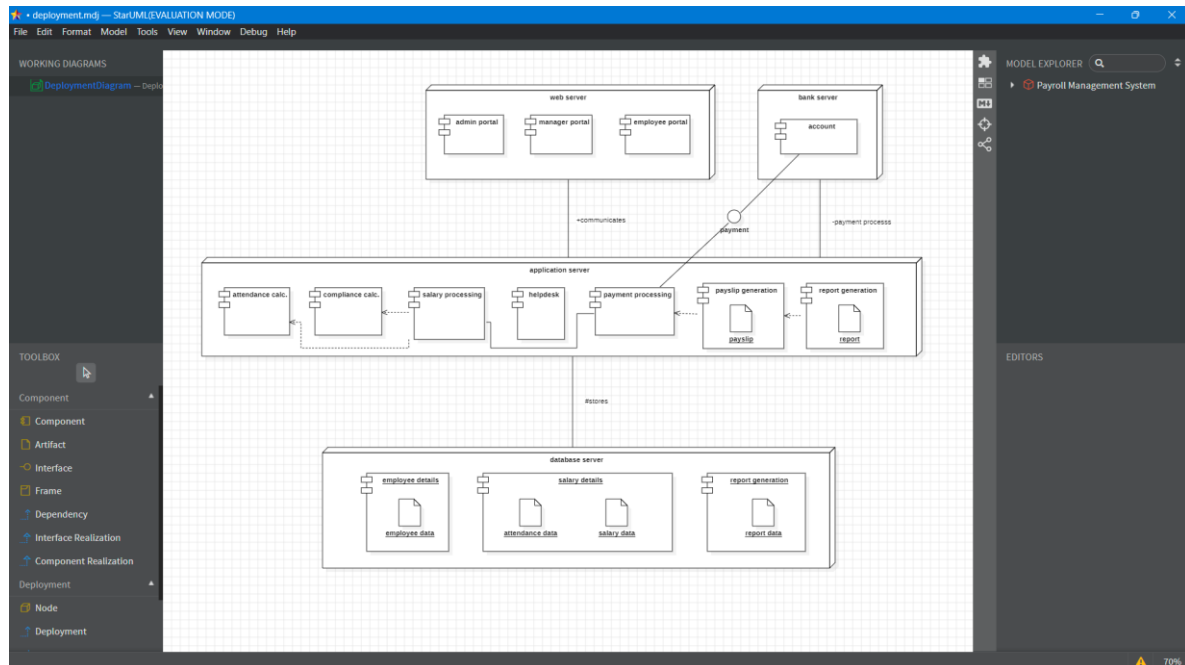 • deployment.mdj — StarUML(EVALUATION MODE)
File Edit Format Model Tools View Window Debug Help
WORKING DIAGRAMS
DeploymentDiagram — Deplo
web server
admin portal
manager portal
employee portal
bank server
account
+communicates
payment
-payment processs
application server
attendance calc.
compliance calc.
salary processing
helpdesk
payment processing
payslip generation
payslip
report generation
report
#stores
database server
employee details
employee data
salary details
attendance data
salary data
report generation
report data
MODEL EXPLORER
Payroll Management System
EDITORS
TOOLBOX
Component
Component
Artifact
Interface
Frame
Dependency
Interface Realization
Component Realization
Deployment
Node
Deployment
70%